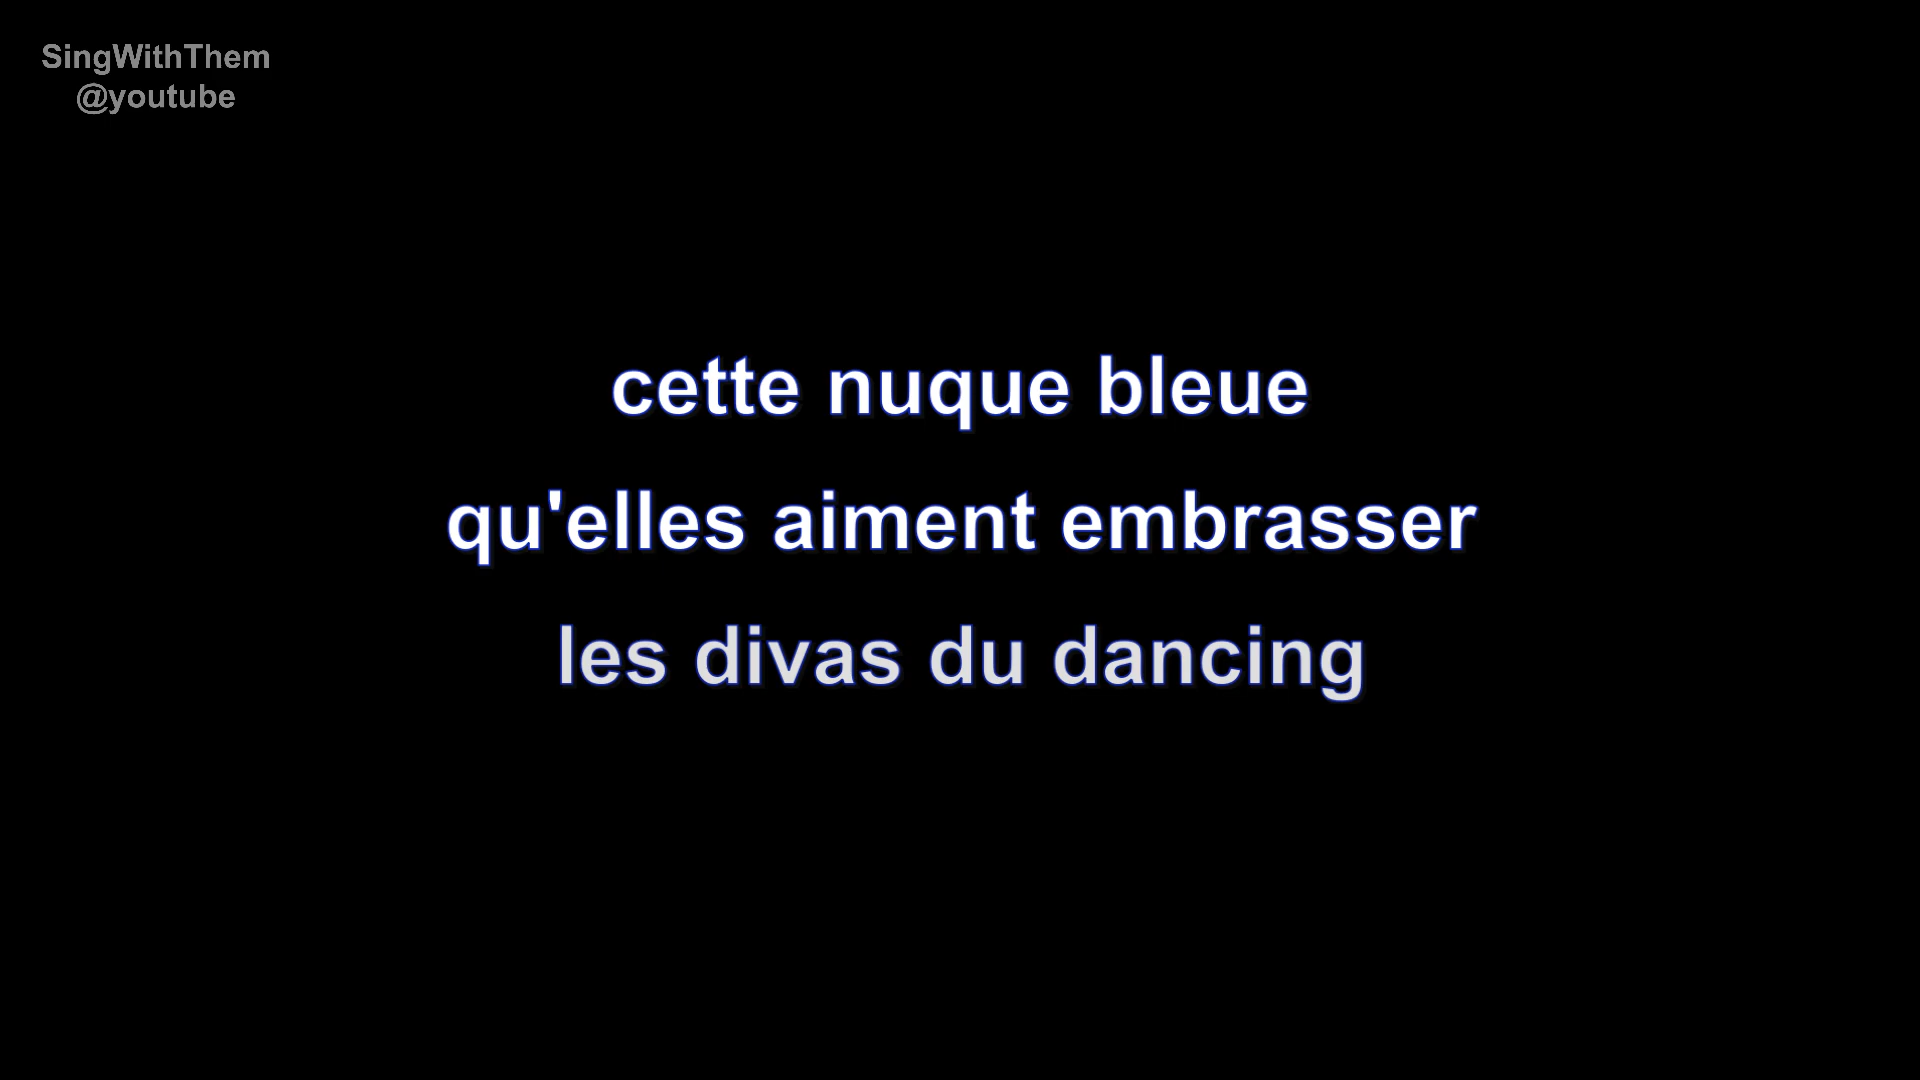 SingWithThem
@youtube
cette nuque bleue
qu'elles aiment embrasser
les divas du dancing